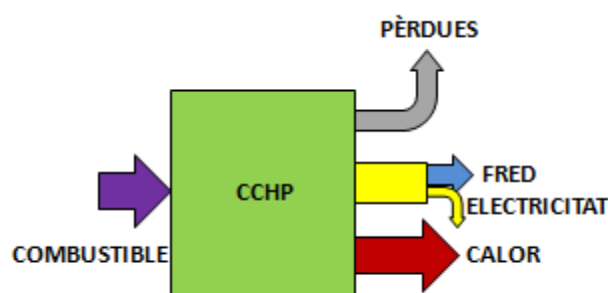 PÈRDUES
CCHP
FRED
ELECTRICITAT
COMBUSTIBLE
CALOR